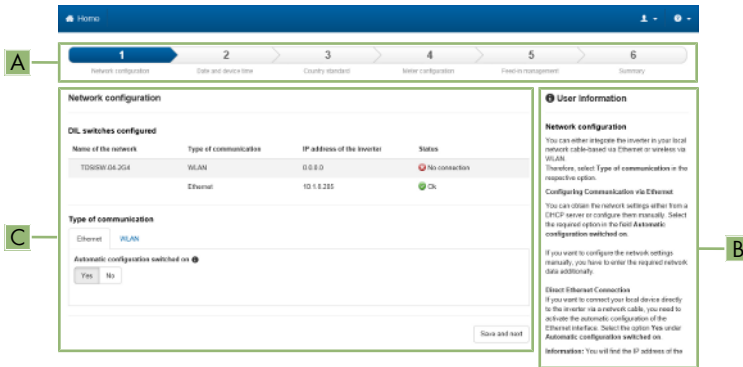 Home
A
1 2 3 4 5 6
Network configuration Date and device time Country standard Meter configuration Feed-in management Summary
C
Network configuration
DIL switches configured
Name of the network Type of communication IP address of the inverter Status
WLAN 0.0.0.0 No connection
Ethernet 10.1.8.285 Ok
Type of communication
Ethernet WLAN
Automatic configuration switched on
Yes No
Save and next
B
User Information
Network configuration
You can either integrate the inverter in your local
network cable-based via Ethernet or wireless via
WLAN.
Therefore, select Type of communication in the
respective option.
Configuring Communication via Ethernet
You can obtain the network settings either from a
DHCP server or configure them manually. Select
the required option in the field Automatic
configuration switched on.
If you want to configure the network settings
manually, you have to enter the required network
data additionally.
Direct Ethernet Connection
If you want to connect your local device directly
to the inverter via a network cable, you need to
activate the automatic configuration of the
Ethernet interface. Select the option Yes under
Automatic configuration switched on.
Information: You will find the IP address of the